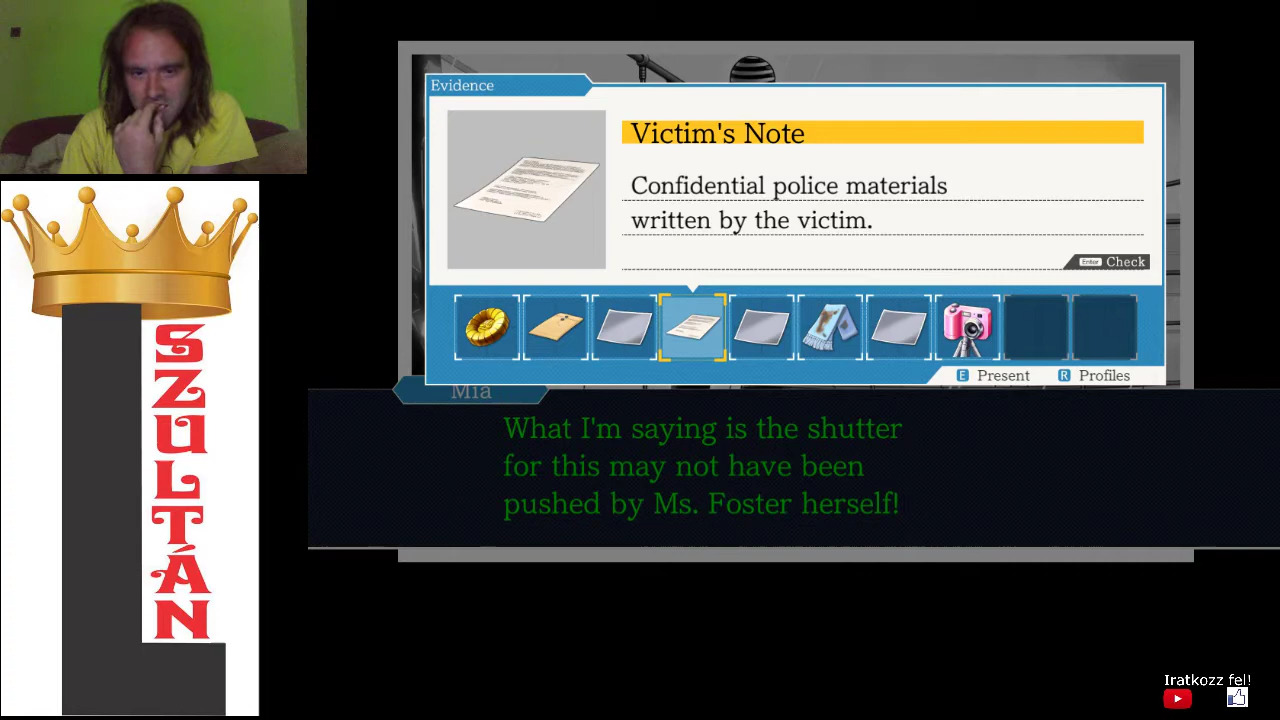 Evidence
Victim's Note
Confidential police materials
written by the victim.
Enter Check
E Present R Profiles
Mia
What I'm saying is the shutter
for this may not have been
pushed by Ms. Foster herself!
L
SZULTÁN
Iratkozz fel!